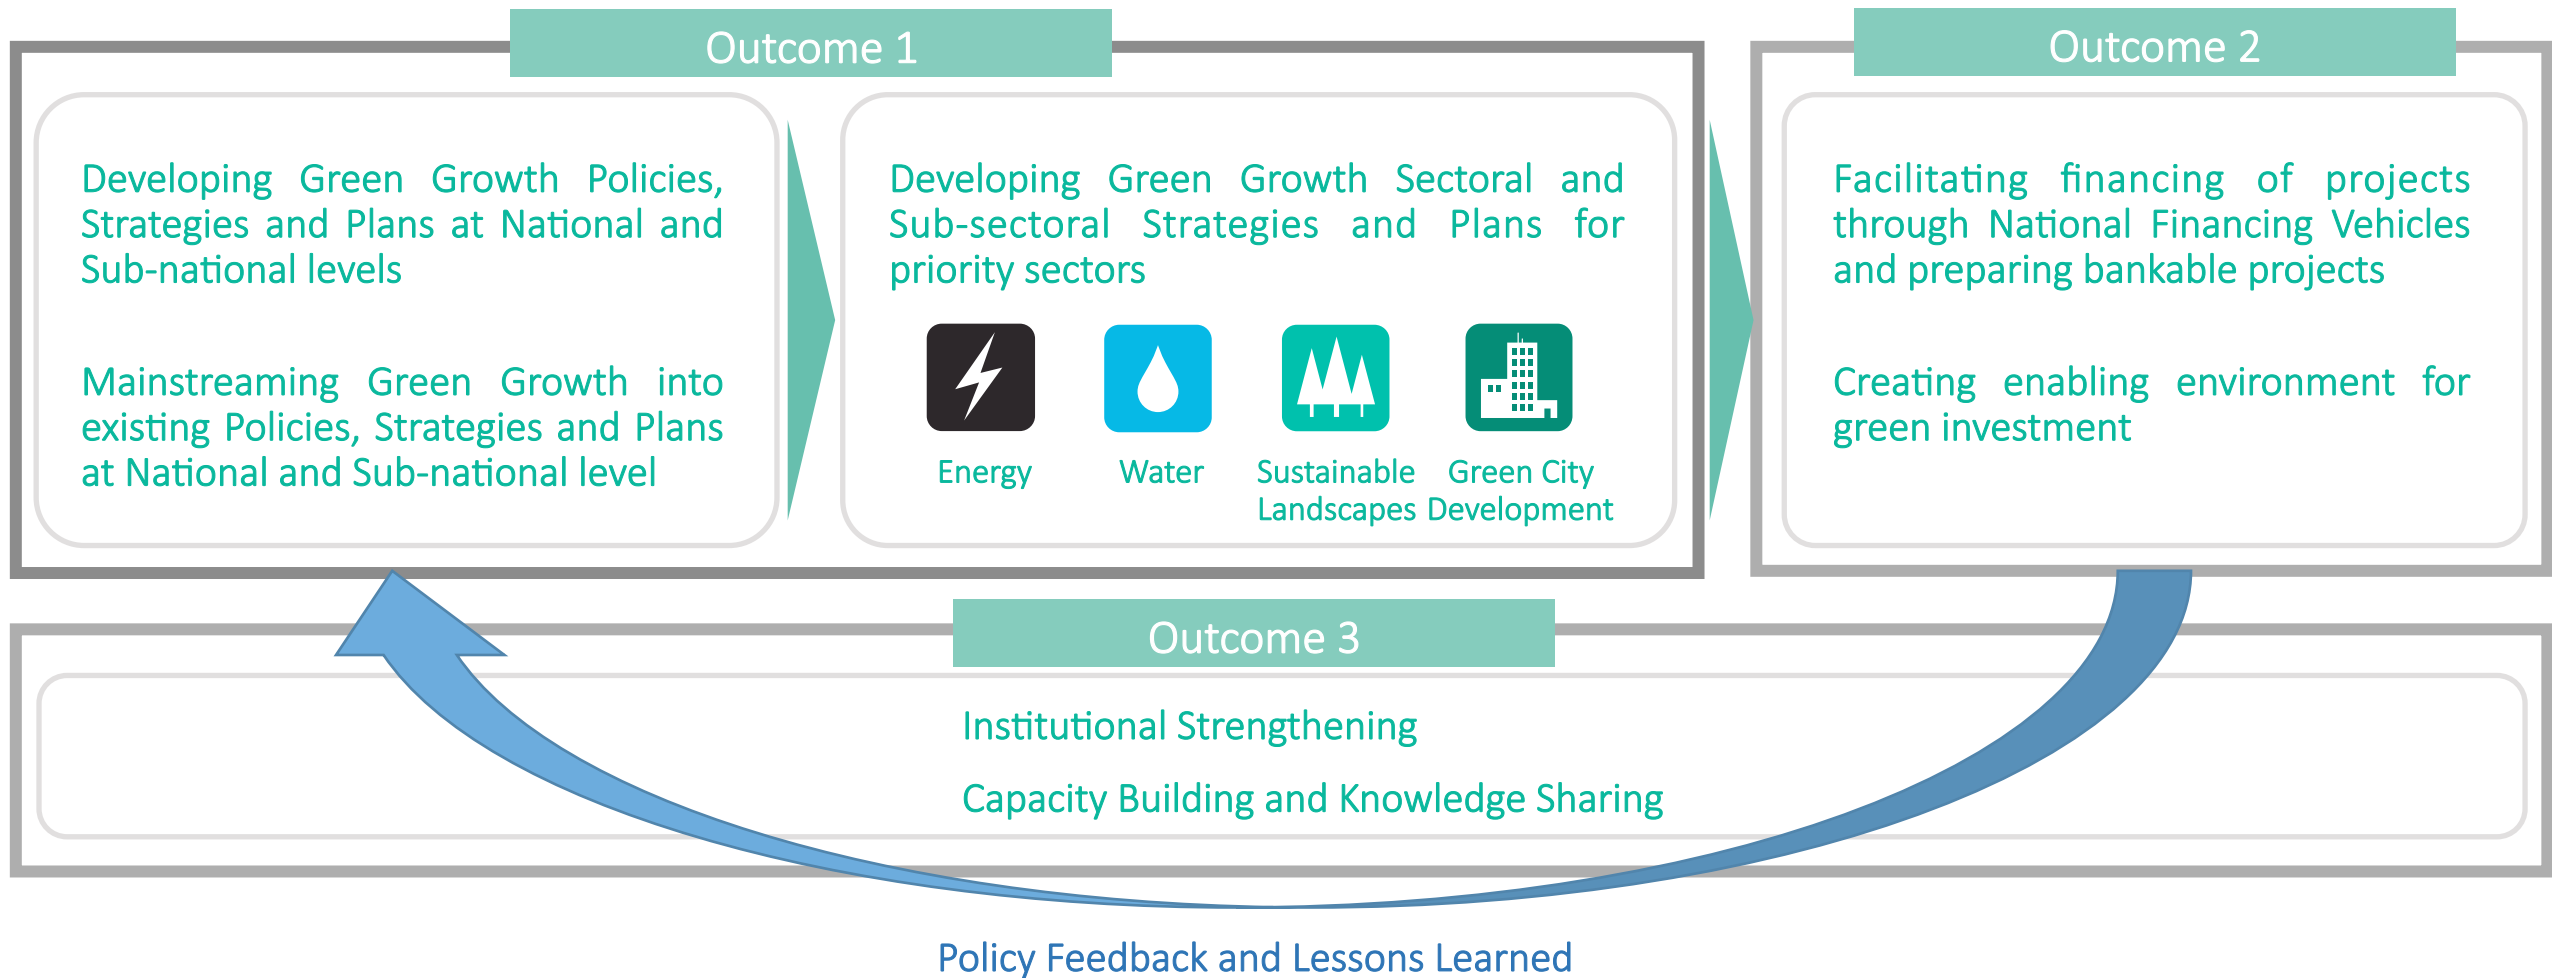 Outcome 1
Developing Green Growth Policies,
Strategies and Plans at National and
Sub-national levels
Mainstreaming Green Growth into
existing Policies, Strategies and Plans
at National and Sub-national level
Developing Green Growth Sectoral and
Sub-sectoral Strategies and Plans for
priority sectors
Energy
Water
Sustainable
Landscapes
Green City
Development
Outcome 2
Facilitating financing of projects
through National Financing Vehicles
and preparing bankable projects
Creating enabling environment for
green investment
Outcome 3
Institutional Strengthening
Capacity Building and Knowledge Sharing
Policy Feedback and Lessons Learned